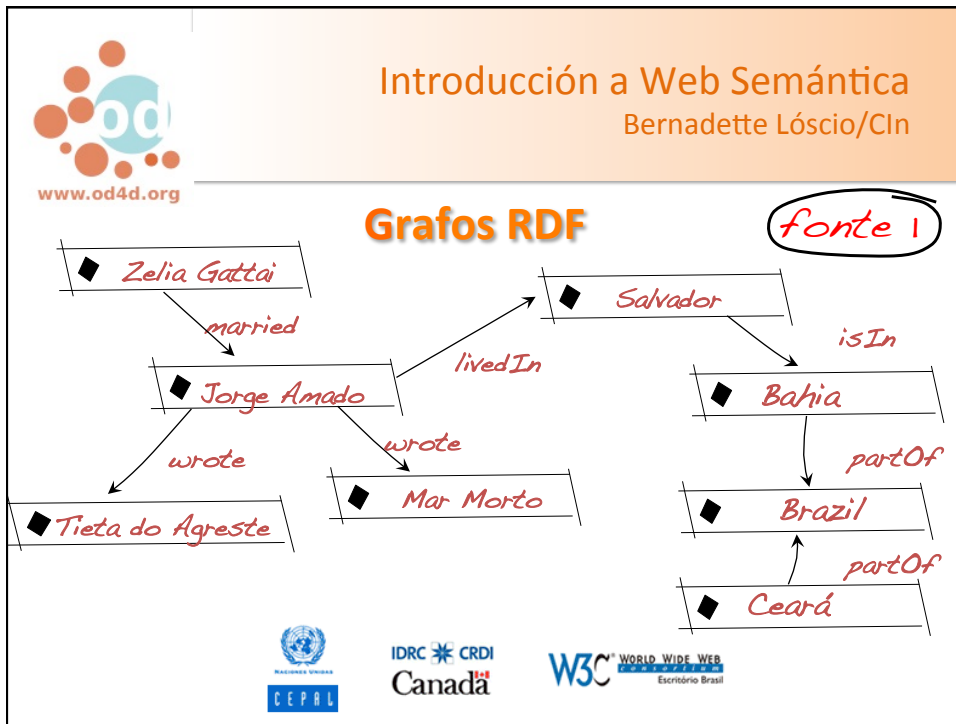 od
www.od4d.org
Introducción a Web Semántica
Bernadette Lóscio/CIn
Grafos RDF
fonte 1
Zelia Gattai
Salvador
married
isIn
livedIn
Jorge Amado
Bahia
wrote
wrote
partOf
Tieta do Agreste
Mar Morto
Brazil
partOf
Ceará
NACIONES UNIDAS
CEPAL
IDRC CRDI
Canada
W3C WORLD WIDE WEB
consortium
Escritório Brasil